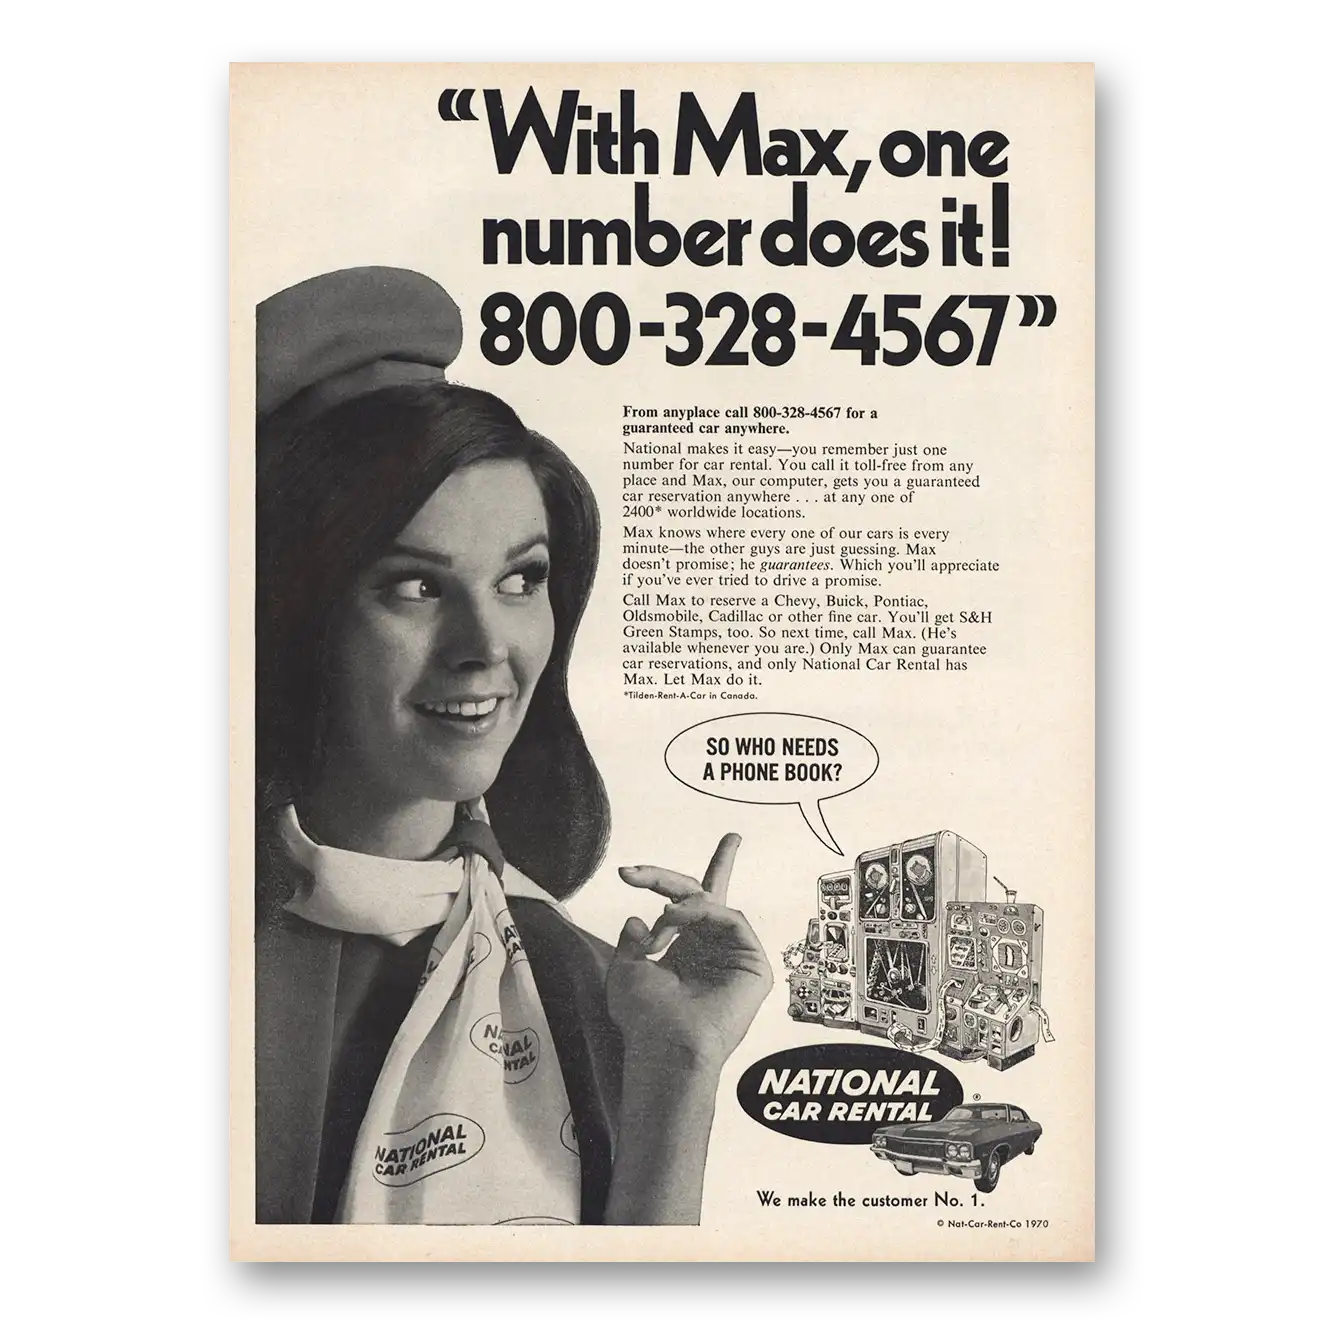 “With Max, one
number does it!
800-328-4567”
From anyplace call 800-328-4567 for a
guaranteed car anywhere.
National makes it easy—you remember just one
number for car rental. You call it toll-free from any
place and Max, our computer, gets you a guaranteed
car reservation anywhere . . . at any one of
2400* worldwide locations.
Max knows where every one of our cars is every
minute—the other guys are just guessing. Max
doesn't promise; he guarantees. Which you'll appreciate
if you've ever tried to drive a promise.
Call Max to reserve a Chevy, Buick, Pontiac,
Oldsmobile, Cadillac or other fine car. You'll get S&H
Green Stamps, too. So next time, call Max. (He's
available whenever you are.) Only Max can guarantee
car reservations, and only National Car Rental has
Max. Let Max do it.
*Tilden-Rent-A-Car in Canada.
SO WHO NEEDS
A PHONE BOOK?
NATIONAL
CAR RENTAL
®
NATIONAL
CAR RENTAL
We make the customer No. 1.
© Nat-Car-Rent-Co 1970